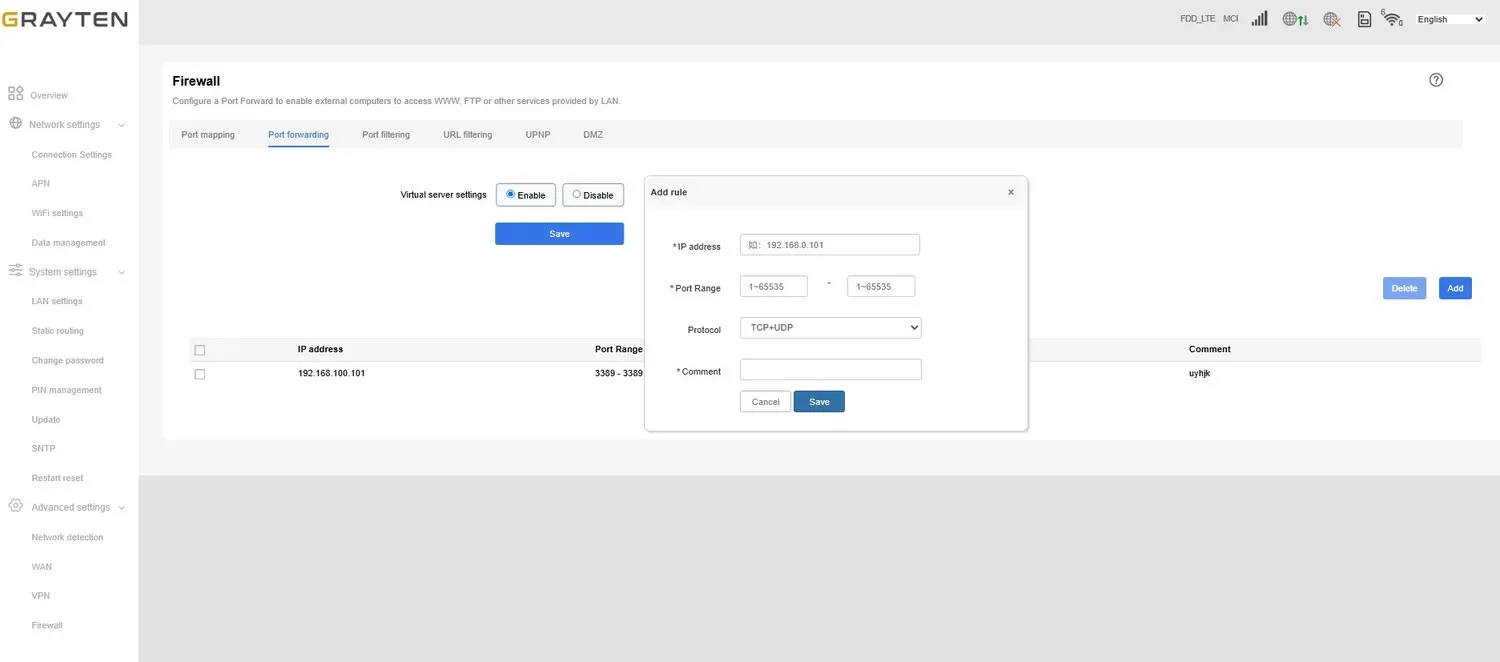 GRAYTEN
FDD_LTE MCI
6
0
English
Overview
Network settings
Connection Settings
APN
WiFi settings
Data management
System settings
LAN settings
Static routing
Change password
PIN management
Update
SNTP
Restart reset
Advanced settings
Network detection
WAN
VPN
Firewall
Firewall
?
Configure a Port Forward to enable external computers to access WWW, FTP or other services provided by LAN.
Port mapping Port forwarding Port filtering URL filtering UPNP DMZ
Virtual server settings Enable Disable
Save
Delete Add
IP address Port Range Comment
192.168.100.101 3389 - 3389 uyhjk
Add rule ×
*IP address 如：192.168.0.101
*Port Range 1~65535 - 1~65535
Protocol TCP+UDP
*Comment
Cancel Save